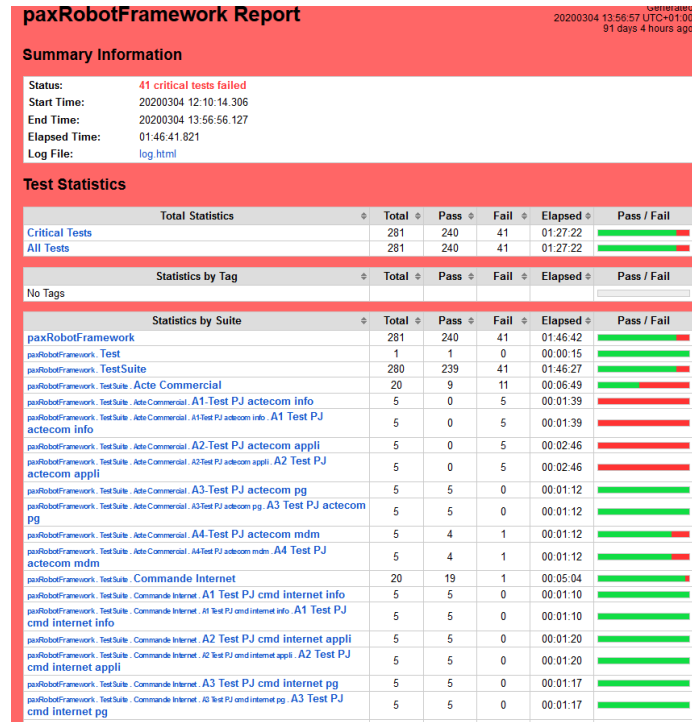 paxRobotFramework Report
Generated
20200304 13:56:57 UTC+01:00
91 days 4 hours ago
Summary Information
Status: 41 critical tests failed
Start Time: 20200304 12:10:14.306
End Time: 20200304 13:56:56.127
Elapsed Time: 01:46:41.821
Log File: log.html
Test Statistics
Total Statistics Total Pass Fail Elapsed Pass / Fail
Critical Tests 281 240 41 01:27:22
All Tests 281 240 41 01:27:22
Statistics by Tag Total Pass Fail Elapsed Pass / Fail
No Tags
Statistics by Suite Total Pass Fail Elapsed Pass / Fail
paxRobotFramework 281 240 41 01:46:42
paxRobotFramework . Test 1 1 0 00:00:15
paxRobotFramework . TestSuite 280 239 41 01:46:27
paxRobotFramework . TestSuite . Acte Commercial 20 9 11 00:06:49
paxRobotFramework . TestSuite . Acte Commercial . A1-Test PJ actecom info 5 0 5 00:01:39
paxRobotFramework . TestSuite . Acte Commercial . A1-Test PJ actecom info . A1 Test PJ
actecom info 5 0 5 00:01:39
paxRobotFramework . TestSuite . Acte Commercial . A2-Test PJ actecom appli 5 0 5 00:02:46
paxRobotFramework . TestSuite . Acte Commercial . A2-Test PJ actecom appli . A2 Test PJ
actecom appli 5 0 5 00:02:46
paxRobotFramework . TestSuite . Acte Commercial . A3-Test PJ actecom pg 5 5 0 00:01:12
paxRobotFramework . TestSuite . Acte Commercial . A3-Test PJ actecom pg . A3 Test PJ actecom
pg 5 5 0 00:01:12
paxRobotFramework . TestSuite . Acte Commercial . A4-Test PJ actecom mdm 5 4 1 00:01:12
paxRobotFramework . TestSuite . Acte Commercial . A4-Test PJ actecom mdm . A4 Test PJ
actecom mdm 5 4 1 00:01:12
paxRobotFramework . TestSuite . Commande Internet 20 19 1 00:05:04
paxRobotFramework . TestSuite . Commande Internet . A1 Test PJ cmd internet info 5 5 0 00:01:10
paxRobotFramework . TestSuite . Commande Internet . A1 Test PJ cmd internet info . A1 Test PJ
cmd internet info 5 5 0 00:01:10
paxRobotFramework . TestSuite . Commande Internet . A2 Test PJ cmd internet appli 5 5 0 00:01:20
paxRobotFramework . TestSuite . Commande Internet . A2 Test PJ cmd internet appli . A2 Test PJ
cmd internet appli 5 5 0 00:01:20
paxRobotFramework . TestSuite . Commande Internet . A3 Test PJ cmd internet pg 5 5 0 00:01:17
paxRobotFramework . TestSuite . Commande Internet . A3 Test PJ cmd internet pg . A3 Test PJ
cmd internet pg 5 5 0 00:01:17